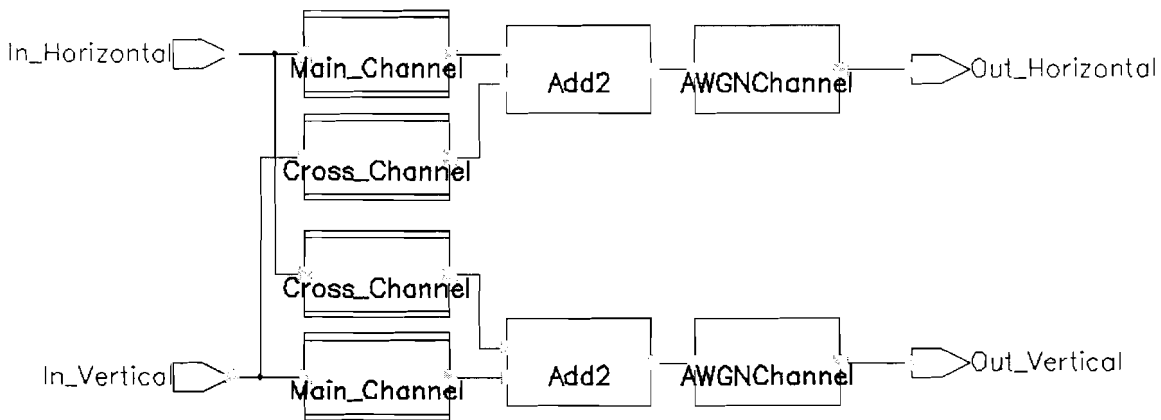 In_Horizontal
Main_Channel
Add2
AWGNChannel
Out_Horizontal
Cross_Channel
Cross_Channel
In_Vertical
Main_Channel
Add2
AWGNChannel
Out_Vertical